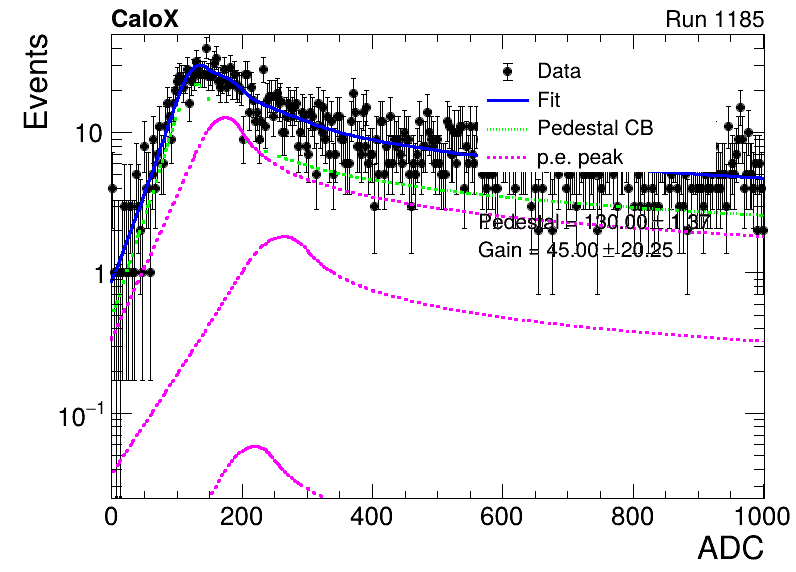 CaloX
Run 1185
Events
Data
Fit
Pedestal CB
p.e. peak
Pedestal = 130.00 ± 1.37
Gain = 45.00 ± 20.25
10
1
10⁻¹
0
200
400
600
800
1000
ADC